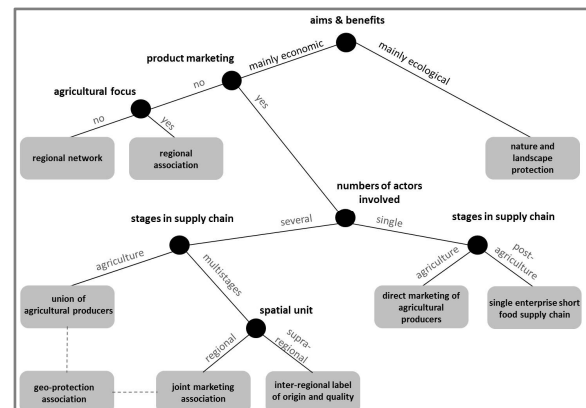 aims & benefits
product marketing
mainly economic
mainly ecological
agricultural focus
no
yes
no
yes
regional network
regional
association
nature and
landscape
protection
numbers of actors
involved
stages in supply chain
several
single
stages in supply chain
agriculture
multistages
agriculture
post-
agriculture
union of
agricultural producers
direct marketing of
agricultural
producers
single enterprise short
food supply chain
spatial unit
regional
supra-
regional
geo-protection
association
joint marketing
association
inter-regional label
of origin and quality